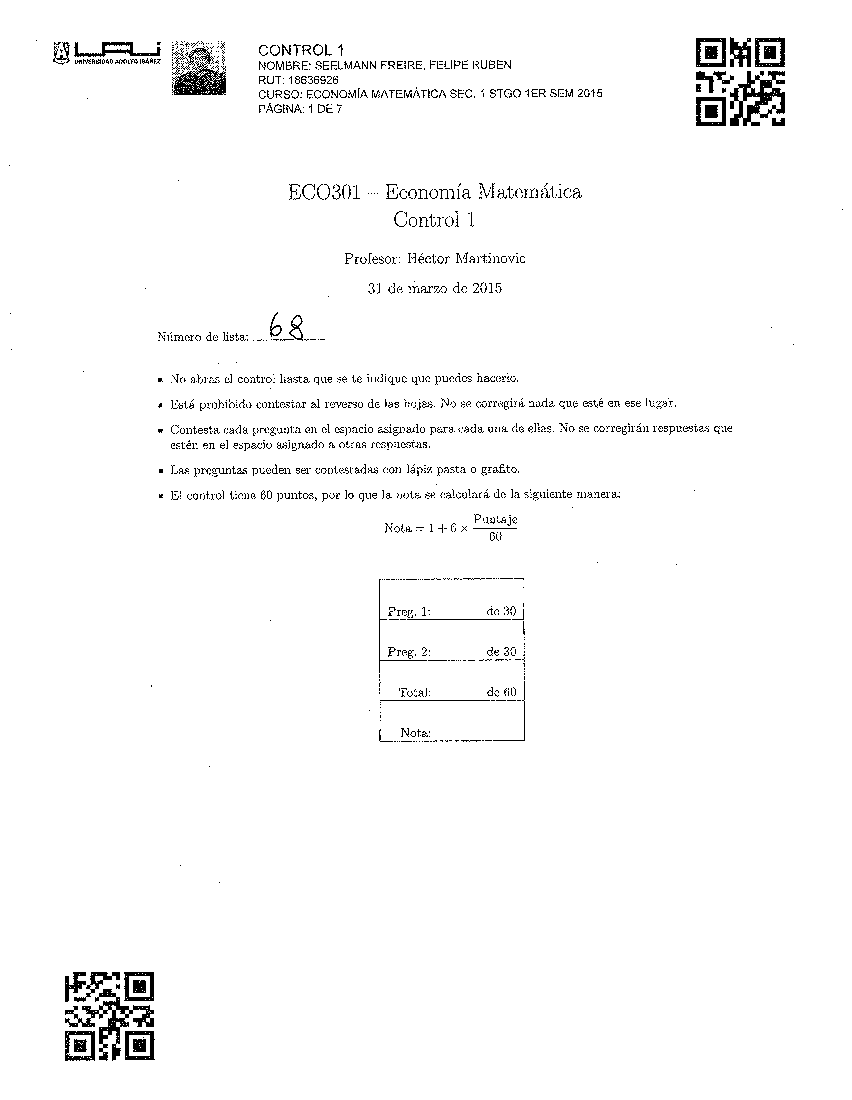 UAI
UNIVERSIDAD ADOLFO IBÁÑEZ
CONTROL 1
NOMBRE: SEELMANN FREIRE, FELIPE RUBEN
RUT: 18636926
CURSO: ECONOMÍA MATEMÁTICA SEC. 1 STGO 1ER SEM 2015
PÁGINA: 1 DE 7
ECO301 – Economía Matemática
Control 1
Profesor: Héctor Martinovic
31 de marzo de 2015
Número de lista: 68
▪ No abras el control hasta que se te indique que puedes hacerlo.
▪ Está prohibido contestar al reverso de las hojas. No se corregirá nada que esté en ese lugar.
▪ Contesta cada pregunta en el espacio asignado para cada una de ellas. No se corregirán respuestas que
estén en el espacio asignado a otras respuestas.
▪ Las preguntas pueden ser contestadas con lápiz pasta o grafito.
▪ El control tiene 60 puntos, por lo que la nota se calculará de la siguiente manera:
Nota = 1 + 6 × Puntaje / 60
Preg. 1: de 30
Preg. 2: de 30
Total: de 60
Nota: